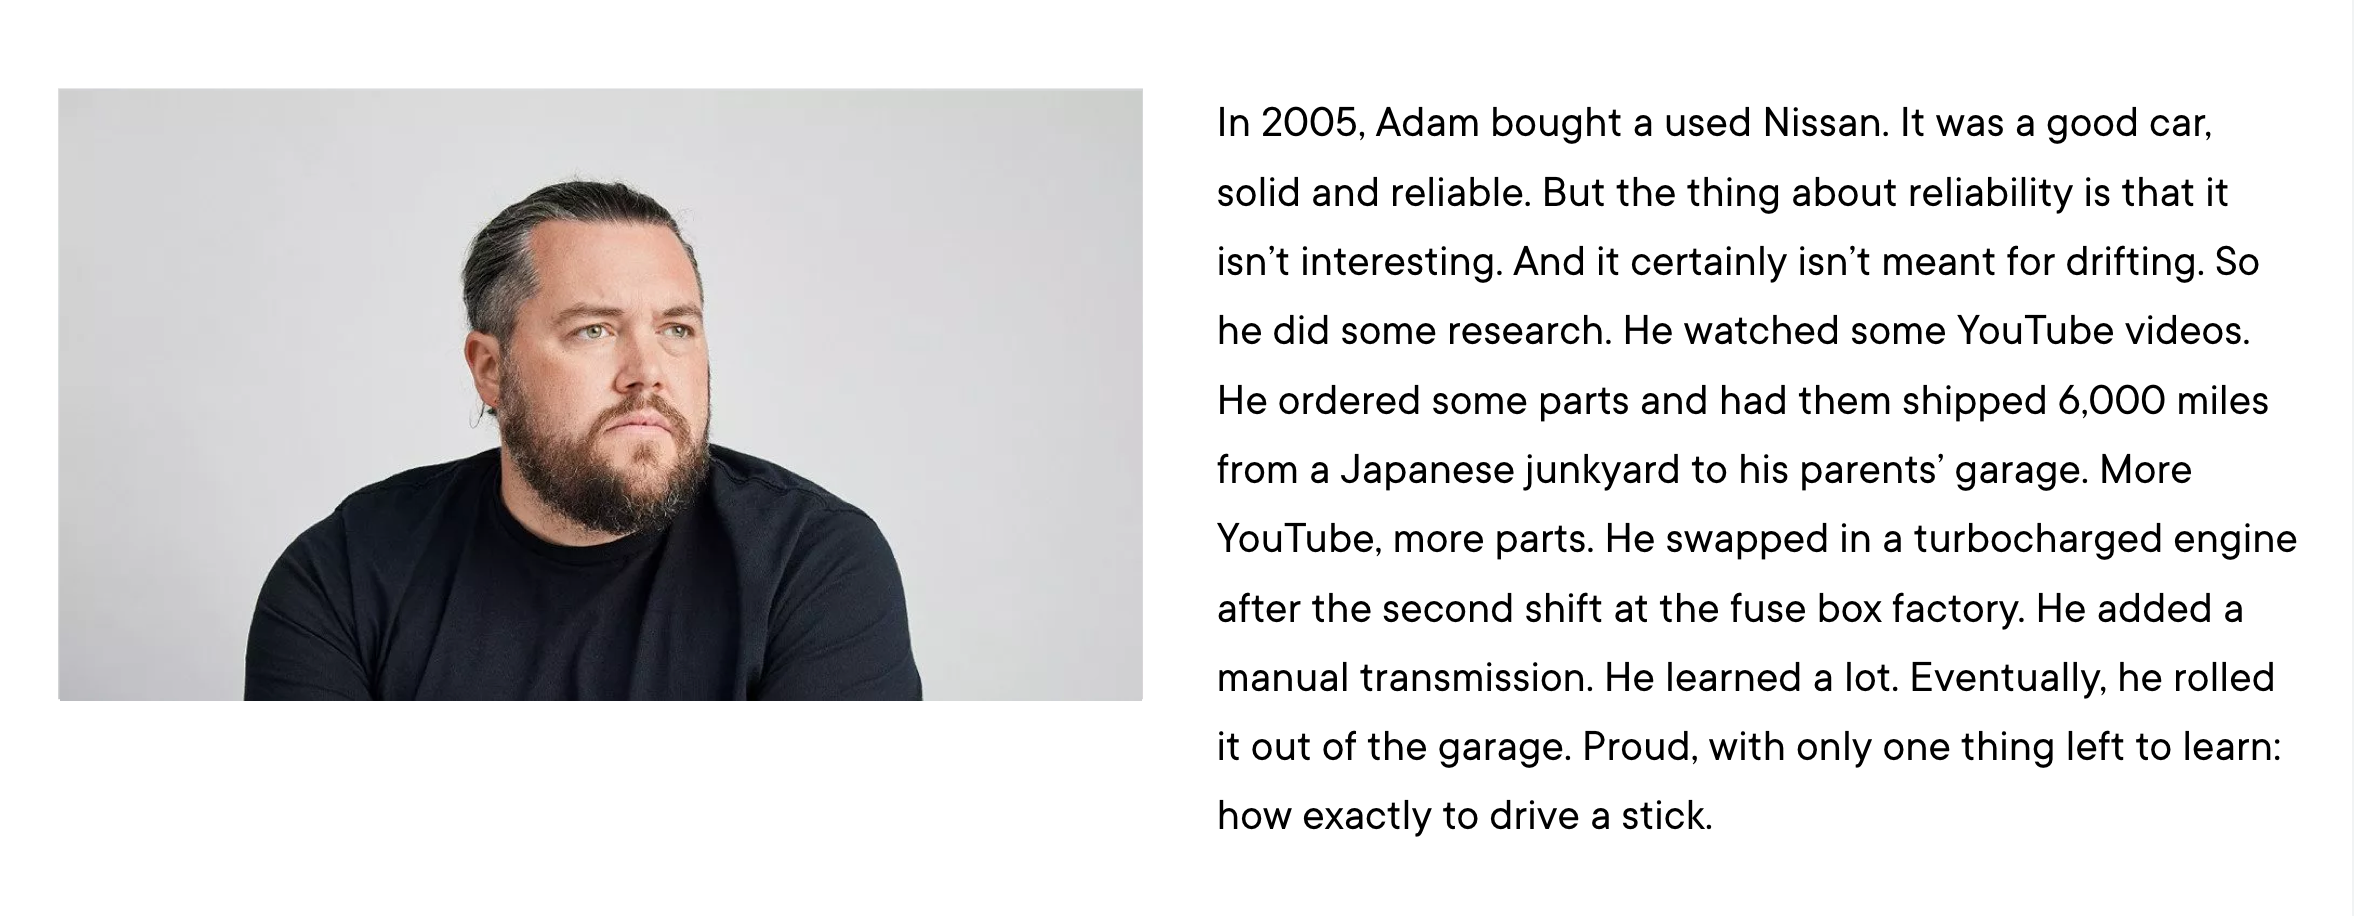 In 2005, Adam bought a used Nissan. It was a good car,
solid and reliable. But the thing about reliability is that it
isn’t interesting. And it certainly isn’t meant for drifting. So
he did some research. He watched some YouTube videos.
He ordered some parts and had them shipped 6,000 miles
from a Japanese junkyard to his parents’ garage. More
YouTube, more parts. He swapped in a turbocharged engine
after the second shift at the fuse box factory. He added a
manual transmission. He learned a lot. Eventually, he rolled
it out of the garage. Proud, with only one thing left to learn:
how exactly to drive a stick.